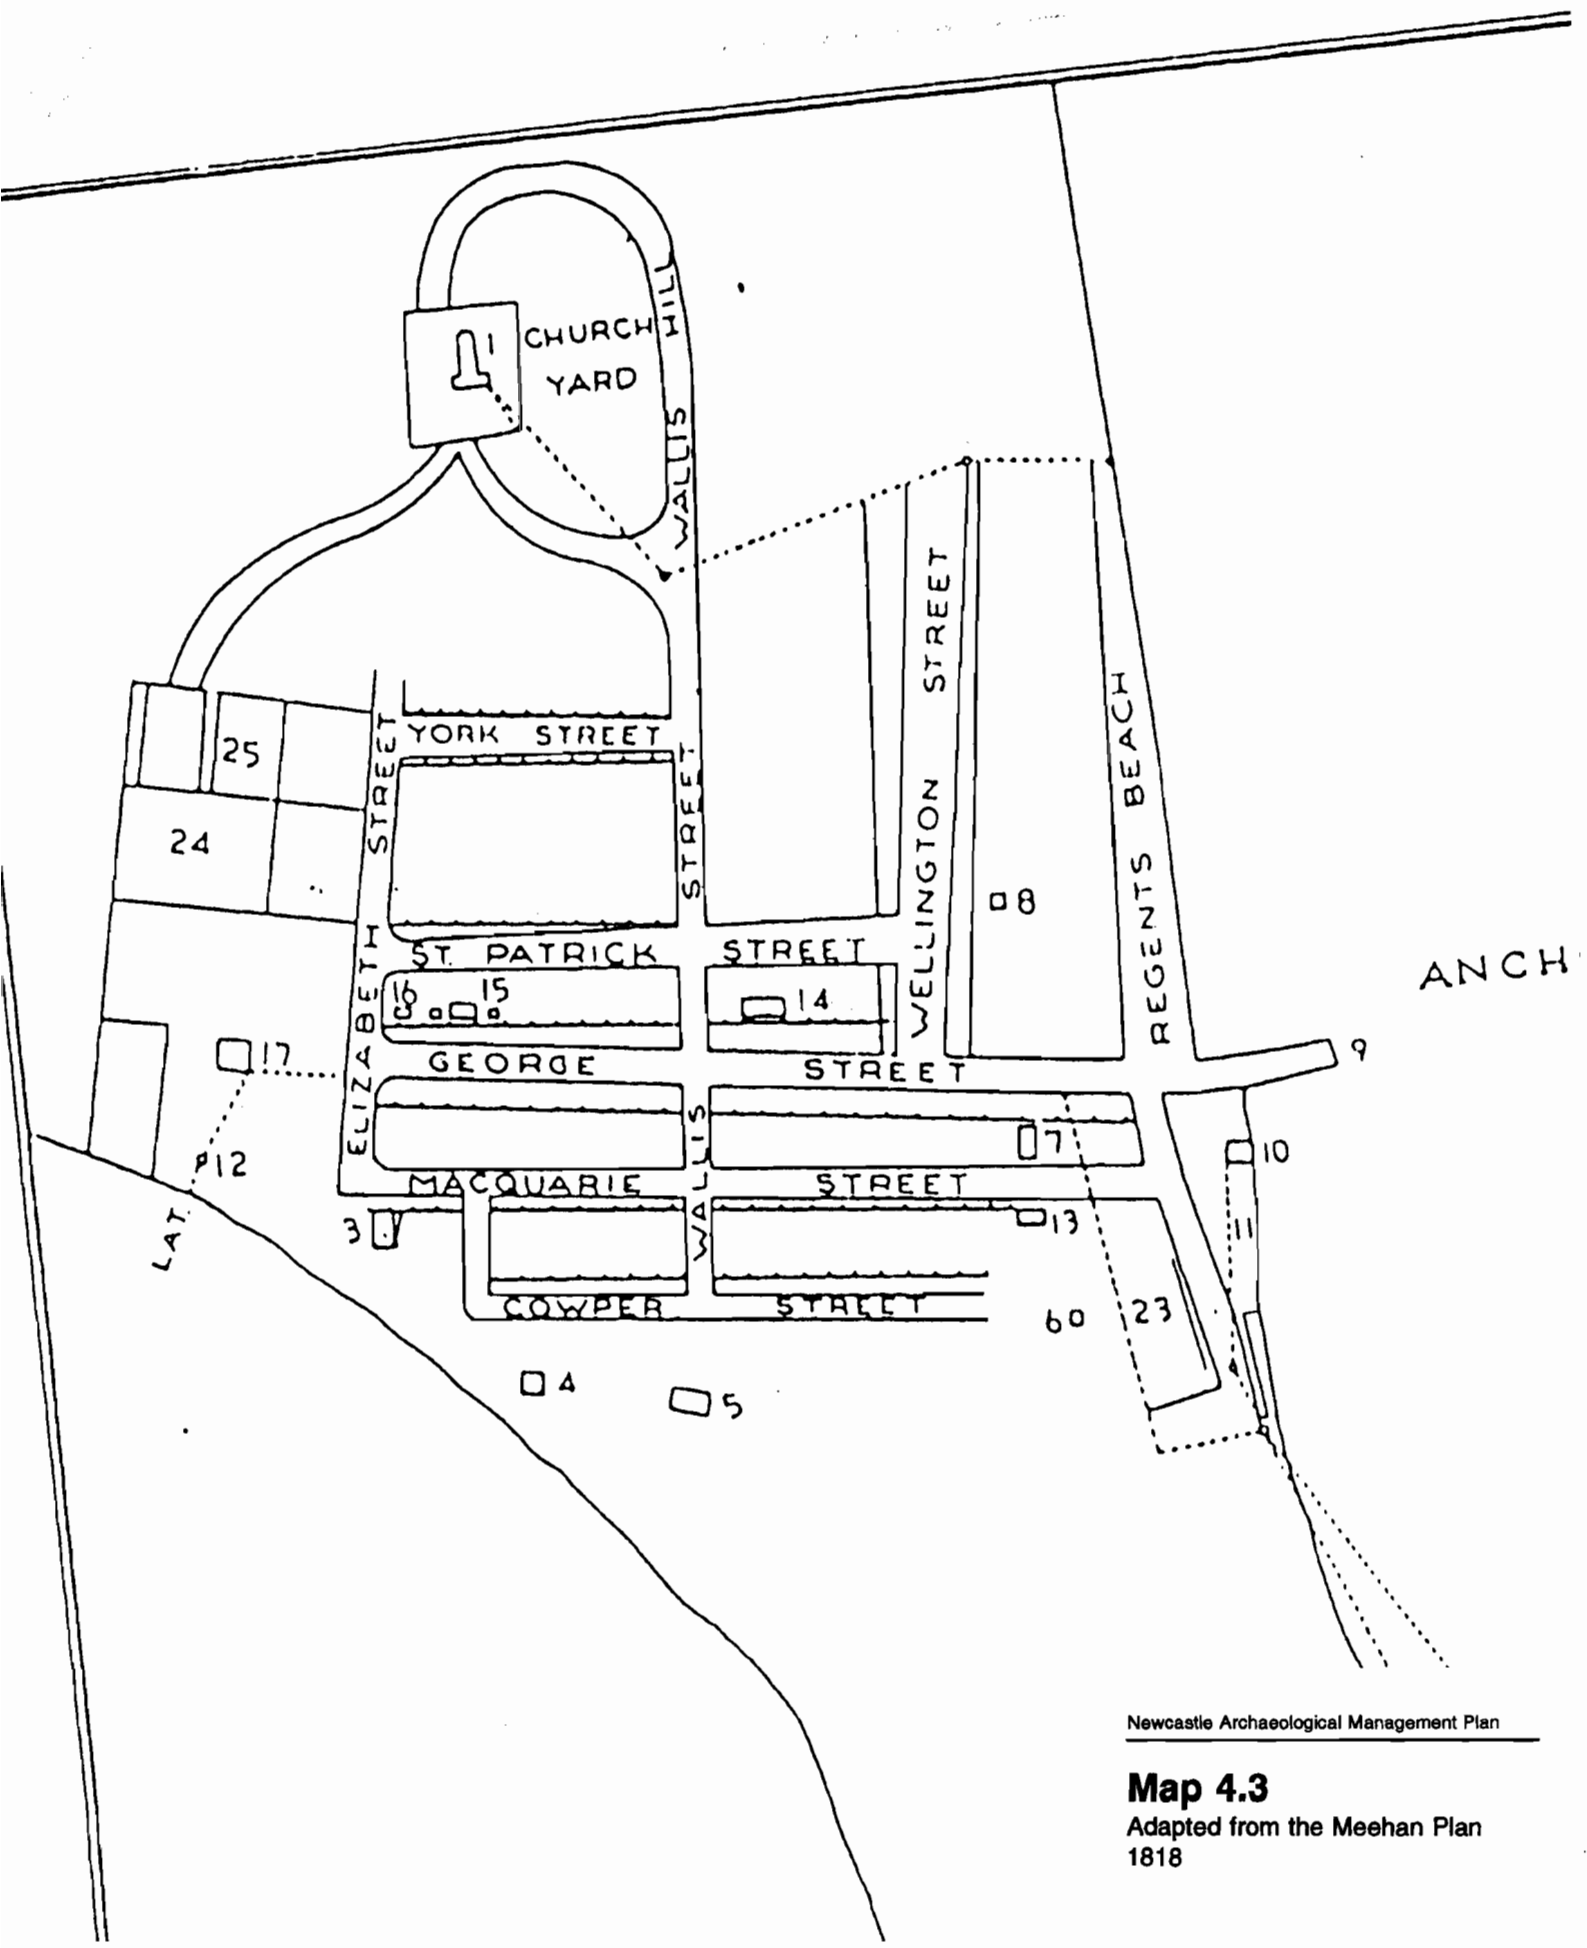 1
CHURCH
YARD
WALLIS HILL
YORK STREET
STREET
25
24
ELIZABETH STREET
WELLINGTON STREET
REGENTS BEACH
8
ST. PATRICK STREET
ANCH
16
15
14
17
GEORGE STREET
9
WALLIS
7
10
12
LAT.
MACQUARIE STREET
3
13
11
COWPER STREET
60
23
4
5
Newcastle Archaeological Management Plan
Map 4.3
Adapted from the Meehan Plan
1818